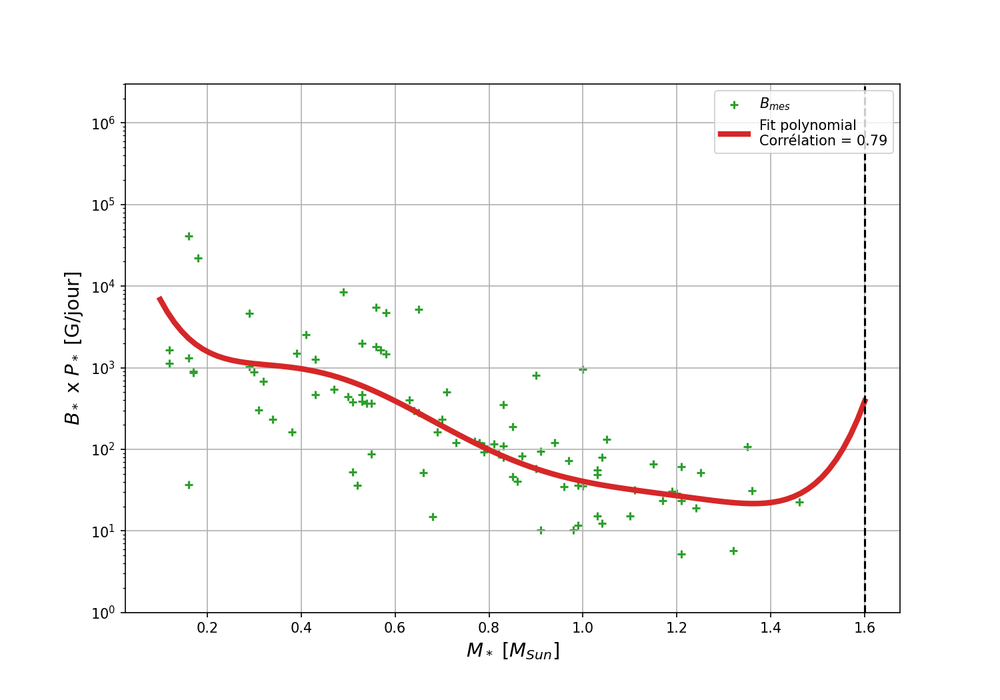 B_mes
Fit polynomial
Corrélation = 0.79
10^6
10^5
10^4
10^3
10^2
10^1
10^0
B_* x P_* [G/jour]
0.2 0.4 0.6 0.8 1.0 1.2 1.4 1.6
M_* [M_Sun]